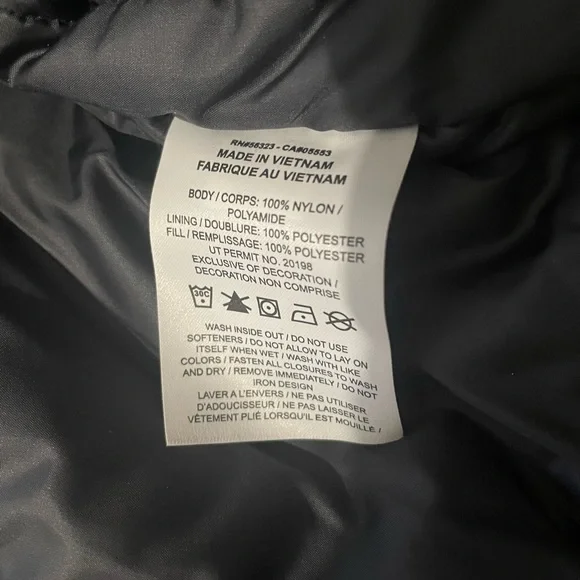 RN#56323 - CA#05553
MADE IN VIETNAM
FABRIQUE AU VIETNAM
BODY / CORPS: 100% NYLON /
POLYAMIDE
LINING / DOUBLURE: 100% POLYESTER
FILL / REMPLISSAGE: 100% POLYESTER
UT PERMIT NO. 20198
EXCLUSIVE OF DECORATION /
DECORATION NON COMPRISE
30C
WASH INSIDE OUT / DO NOT USE
SOFTENERS / DO NOT ALLOW TO LAY ON
ITSELF WHEN WET / WASH WITH LIKE
COLORS / FASTEN ALL CLOSURES TO WASH
AND DRY / REMOVE IMMEDIATELY / DO NOT
IRON DESIGN
LAVER A L'ENVERS / NE PAS UTILISER
D'ADOUCISSEUR / NE PAS LAISSER LE
VÊTEMENT PLIÉ LORSQU'IL EST MOUILLÉ /